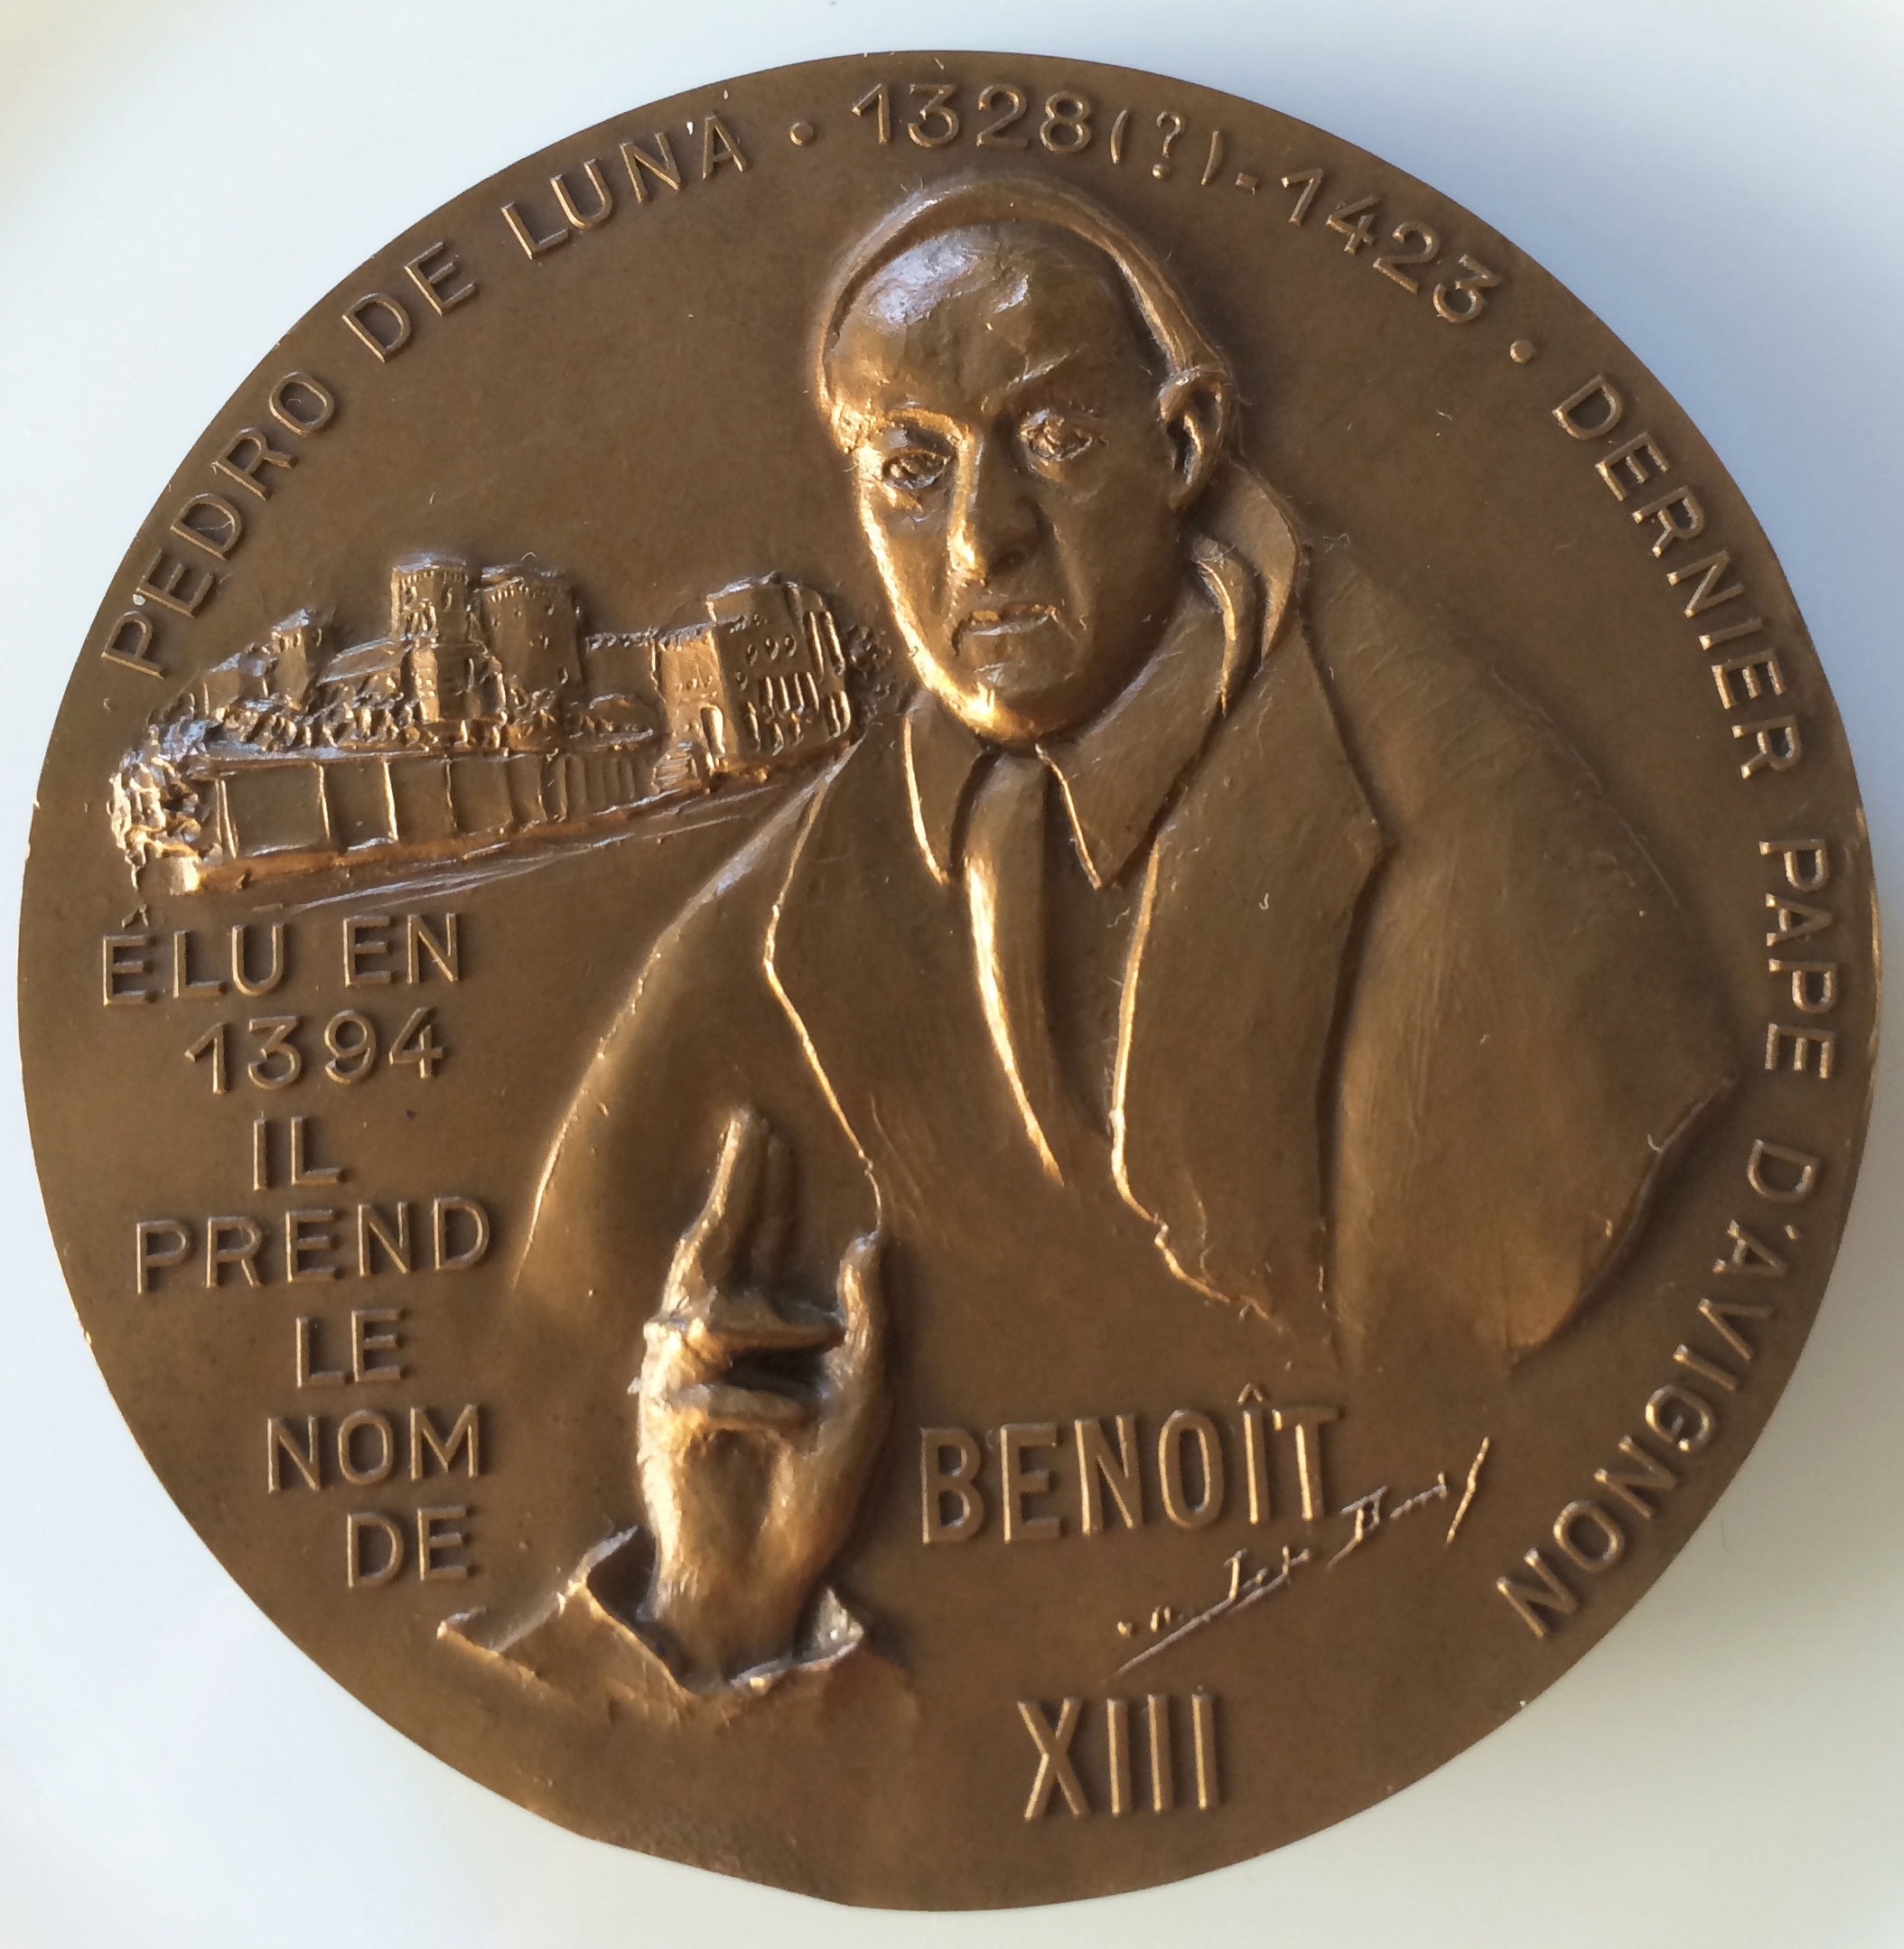 PEDRO DE LUNA • 1328(?)-1423 • DERNIER PAPE D'AVIGNON
ÉLU EN
1394
IL
PREND
LE
NOM
DE
BENOÎT
XIII